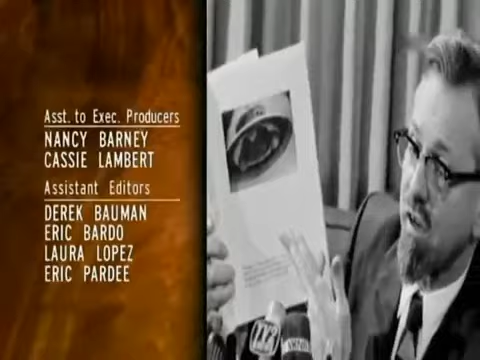 Asst. to Exec. Producers
NANCY BARNEY
CASSIE LAMBERT
Assistant Editors
DEREK BAUMAN
ERIC BARDO
LAURA LOPEZ
ERIC PARDEE